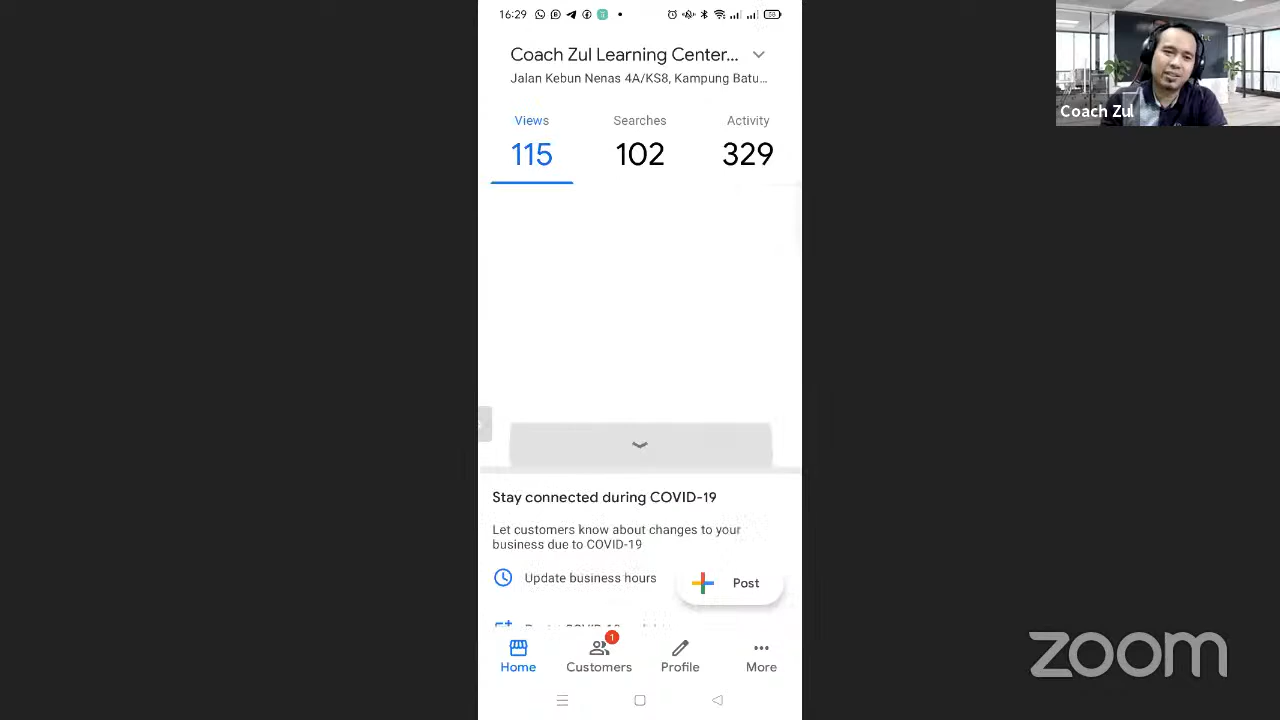 16:29
Coach Zul Learning Center...
Jalan Kebun Nenas 4A/KS8, Kampung Batu...
Views
Searches
Activity
115
102
329
Stay connected during COVID-19
Let customers know about changes to your
business due to COVID-19
Update business hours
Post
COVID-19
1
Home
Customers
Profile
More
Coach Zul
zoom